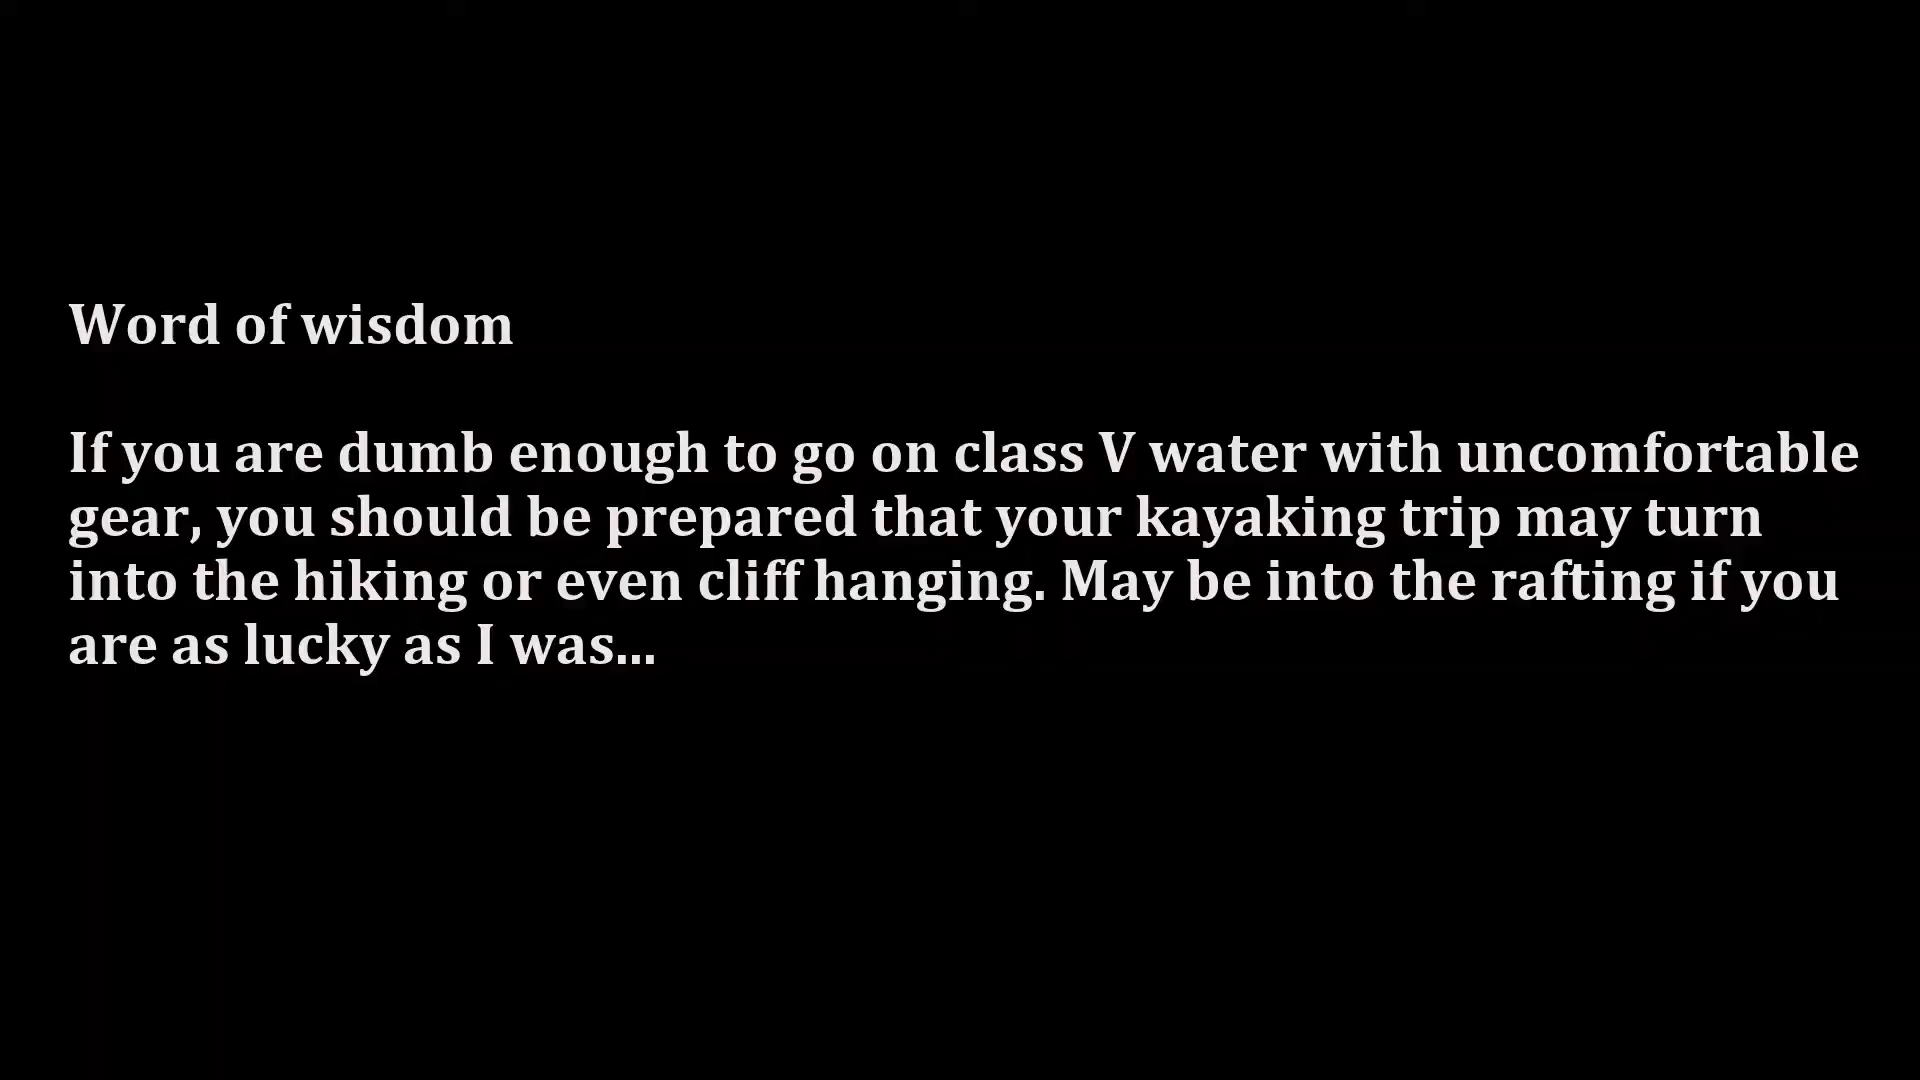 Word of wisdom
If you are dumb enough to go on class V water with uncomfortable
gear, you should be prepared that your kayaking trip may turn
into the hiking or even cliff hanging. May be into the rafting if you
are as lucky as I was...